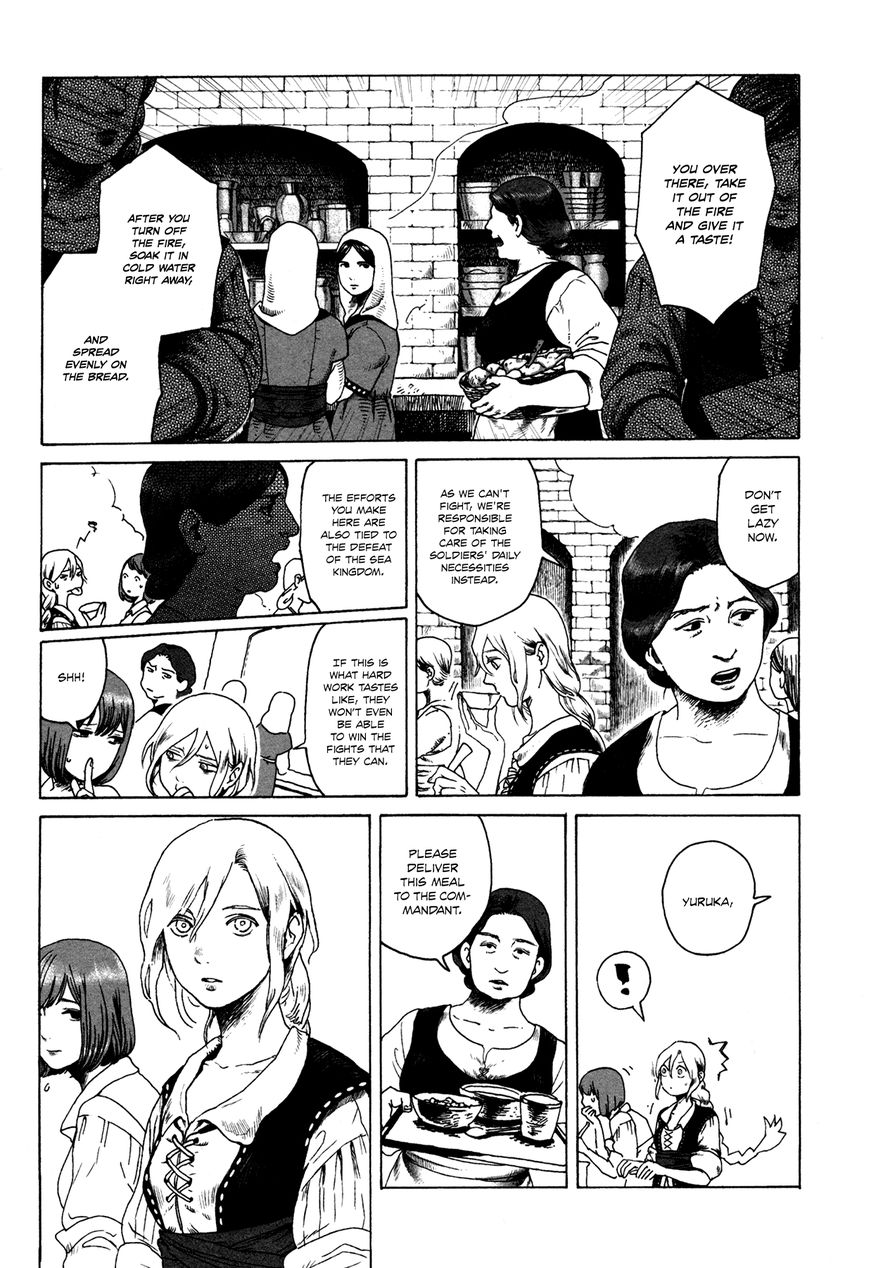 YOU OVER
THERE, TAKE
IT OUT OF
THE FIRE
AND GIVE IT
A TASTE!
AFTER YOU
TURN OFF
THE FIRE,
SOAK IT IN
COLD WATER
RIGHT AWAY,
AND
SPREAD
EVENLY ON
THE BREAD.
DON'T
GET
LAZY
NOW.
AS WE CAN'T
FIGHT, WE'RE
RESPONSIBLE
FOR TAKING
CARE OF THE
SOLDIERS' DAILY
NECESSITIES
INSTEAD.
THE EFFORTS
YOU MAKE
HERE ARE
ALSO TIED TO
THE DEFEAT
OF THE SEA
KINGDOM.
IF THIS IS
WHAT HARD
WORK TASTES
LIKE, THEY
WON'T EVEN
BE ABLE
TO WIN THE
FIGHTS THAT
THEY CAN.
SHH!
YURUKA,
!
PLEASE
DELIVER
THIS MEAL
TO THE COM-
MANDANT.